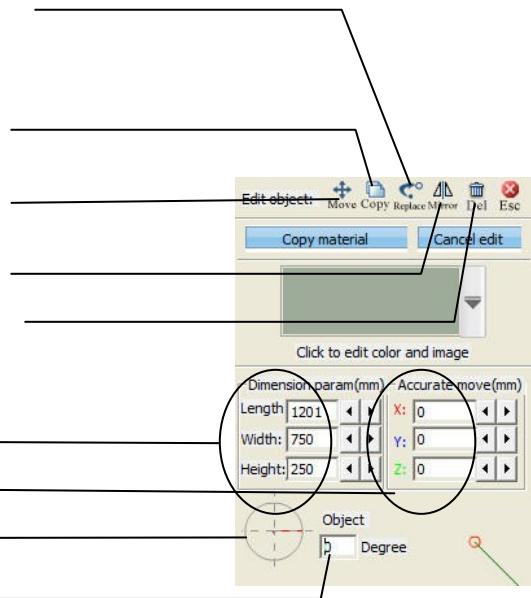 Edit object:
Move Copy Replace Mirror Del Esc
Copy material Cancel edit
Click to edit color and image
Dimension param(mm) Accurate move(mm)
Length 1201 X: 0
Width: 750 Y: 0
Height: 250 Z: 0
Object
Degree